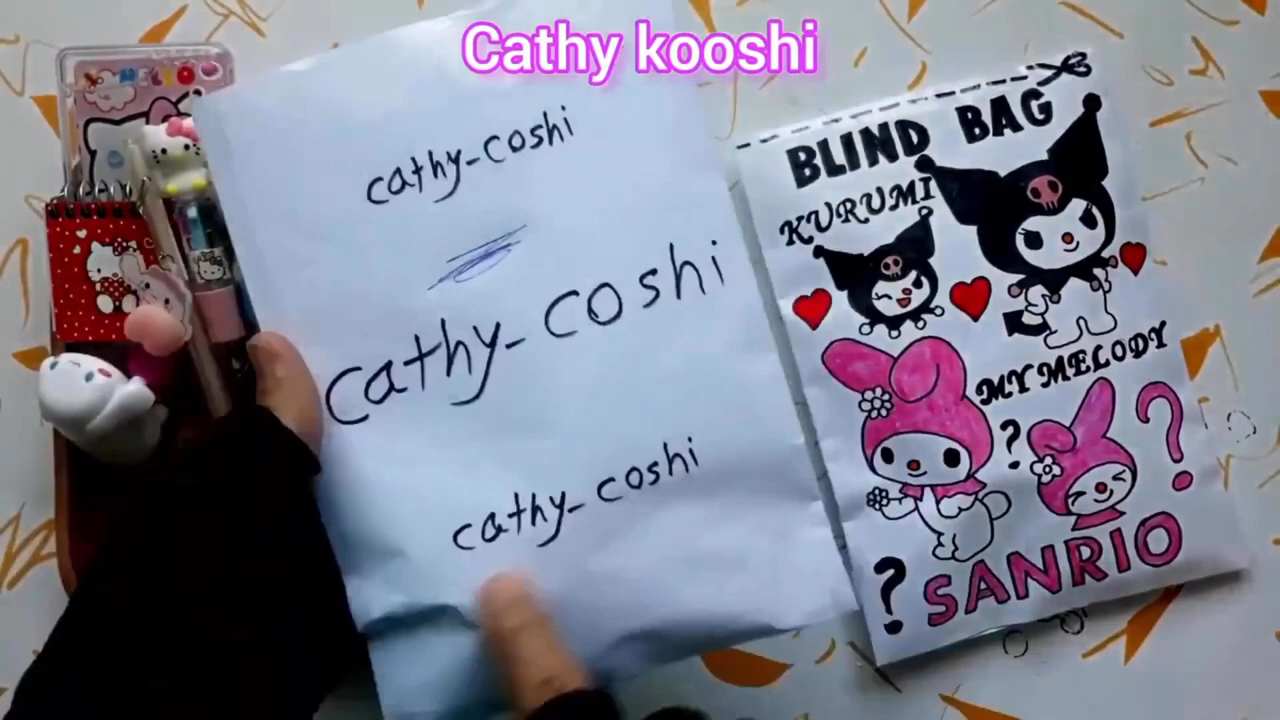 Cathy kooshi
cathy-coshi
cathy-coshi
cathy-coshi
BLIND BAG
KURUMI
MY MELODY
?
?
?
SANRIO